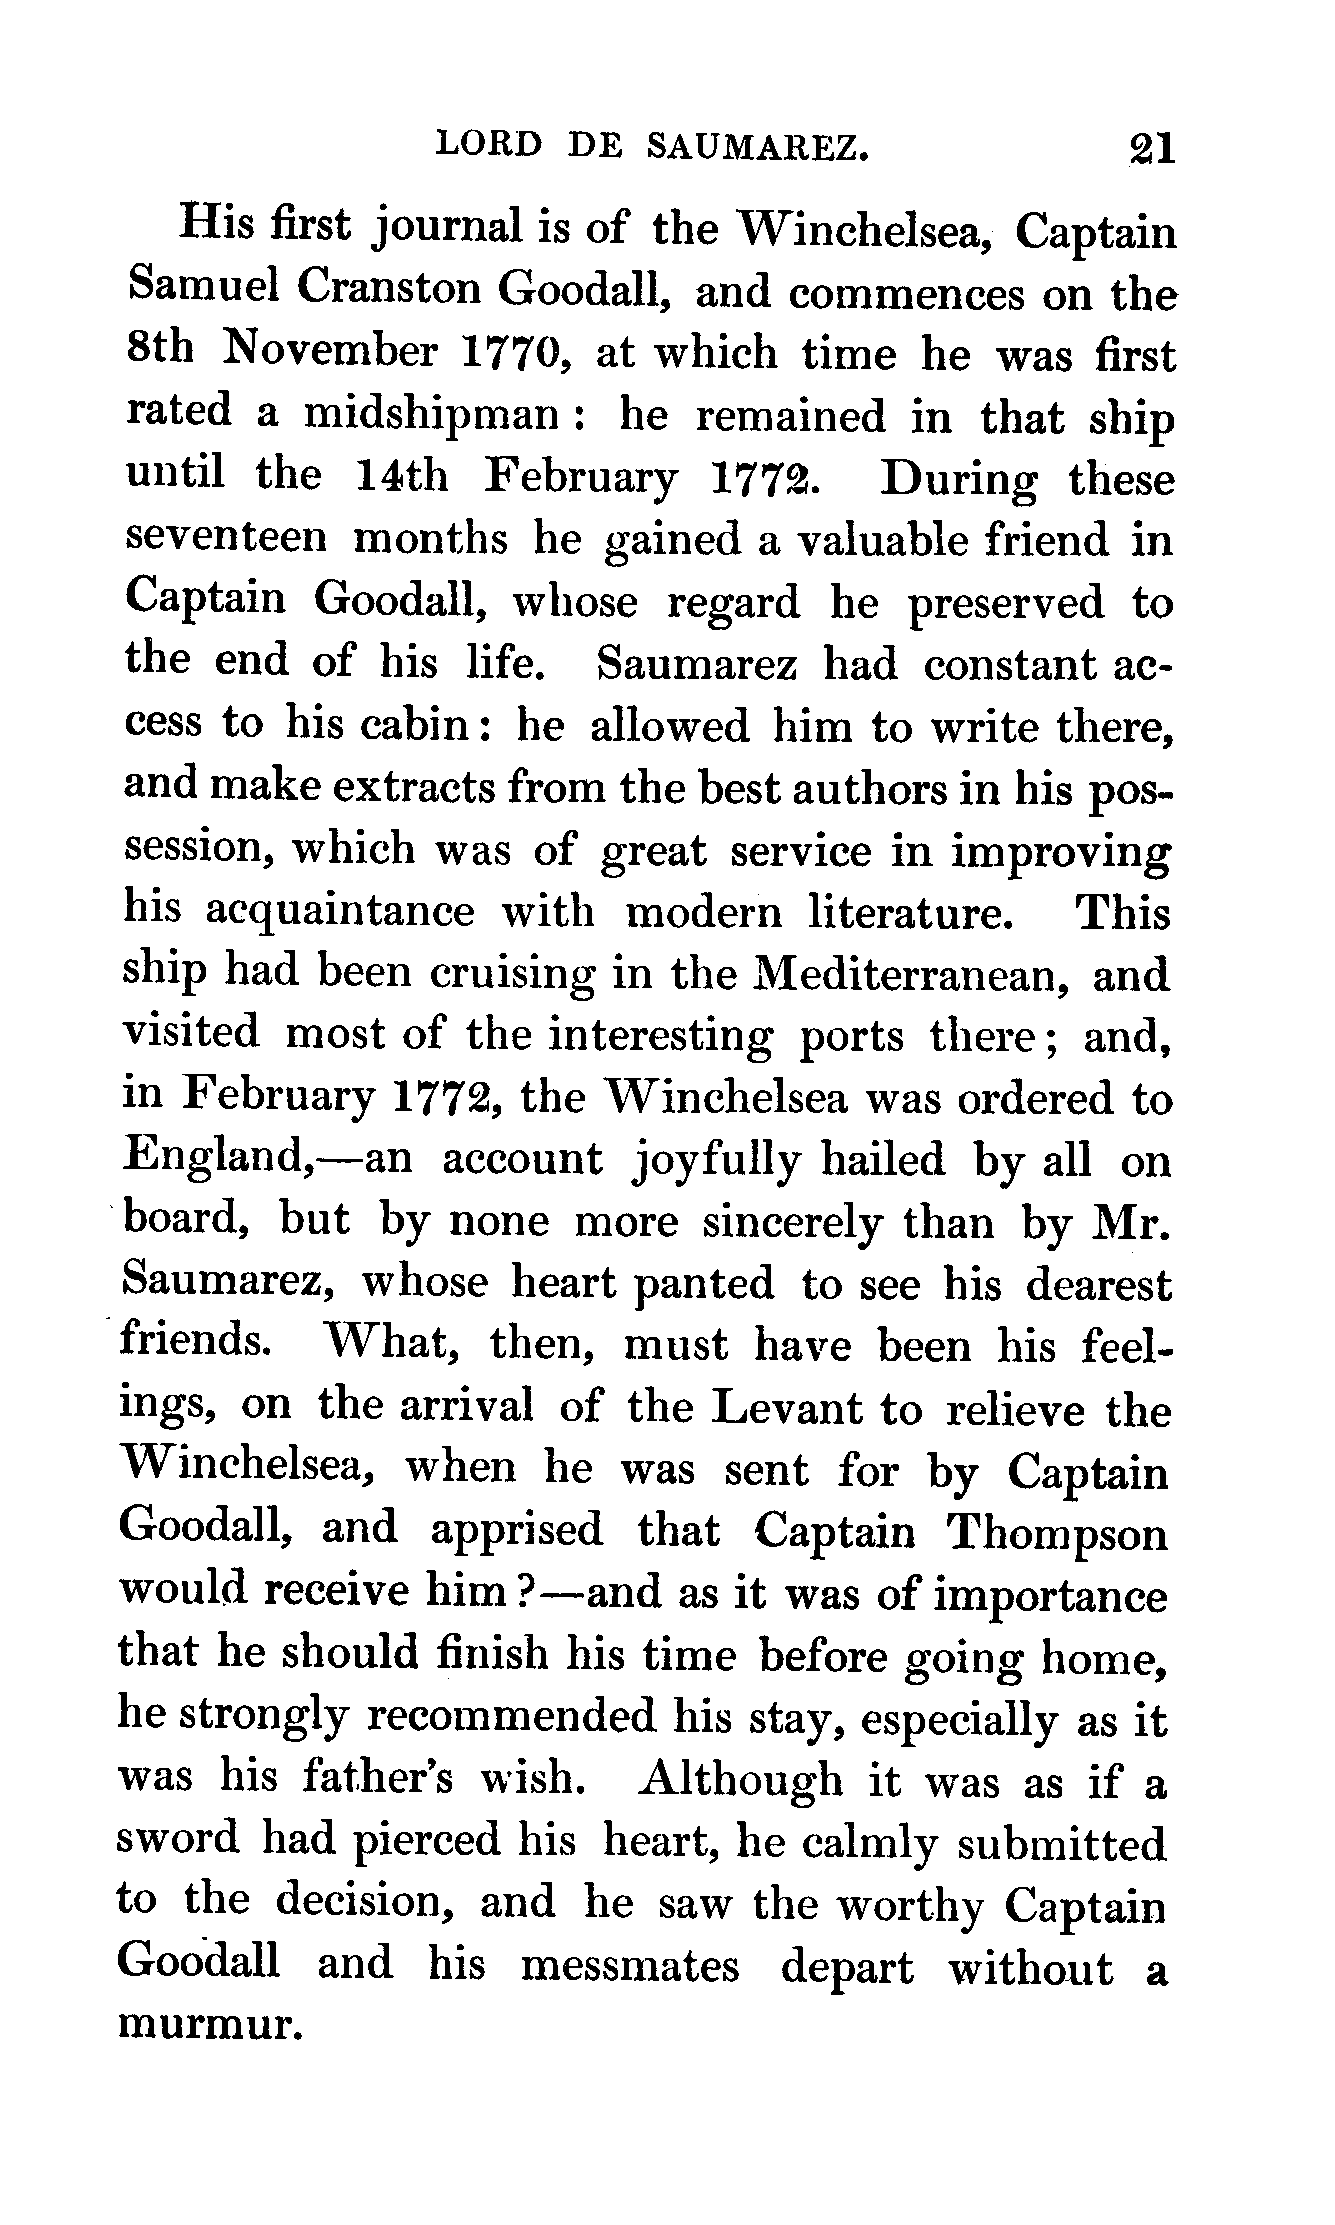 LORD DE SAUMAREZ. 21
His first journal is of the Winchelsea, Captain
Samuel Cranston Goodall, and commences on the
8th November 1770, at which time he was first
rated a midshipman : he remained in that ship
until the 14th February 1772. During these
seventeen months he gained a valuable friend in
Captain Goodall, whose regard he preserved to
the end of his life. Saumarez had constant ac-
cess to his cabin : he allowed him to write there,
and make extracts from the best authors in his pos-
session, which was of great service in improving
his acquaintance with modern literature. This
ship had been cruising in the Mediterranean, and
visited most of the interesting ports there ; and,
in February 1772, the Winchelsea was ordered to
England,—an account joyfully hailed by all on
board, but by none more sincerely than by Mr.
Saumarez, whose heart panted to see his dearest
friends. What, then, must have been his feel-
ings, on the arrival of the Levant to relieve the
Winchelsea, when he was sent for by Captain
Goodall, and apprised that Captain Thompson
would receive him ?—and as it was of importance
that he should finish his time before going home,
he strongly recommended his stay, especially as it
was his father's wish. Although it was as if a
sword had pierced his heart, he calmly submitted
to the decision, and he saw the worthy Captain
Goodall and his messmates depart without a
murmur.